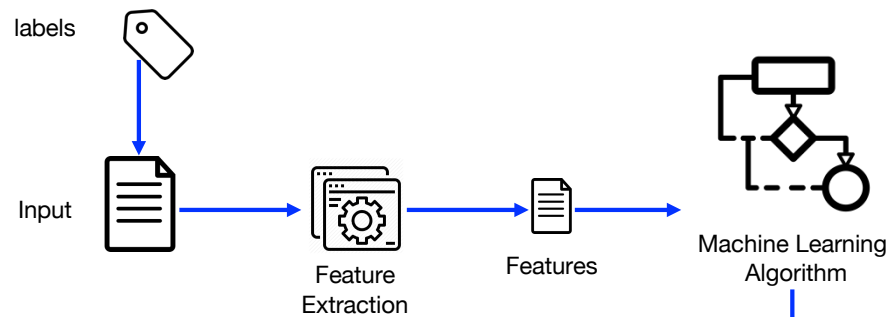 labels
Input
Feature
Extraction
Features
Machine Learning
Algorithm